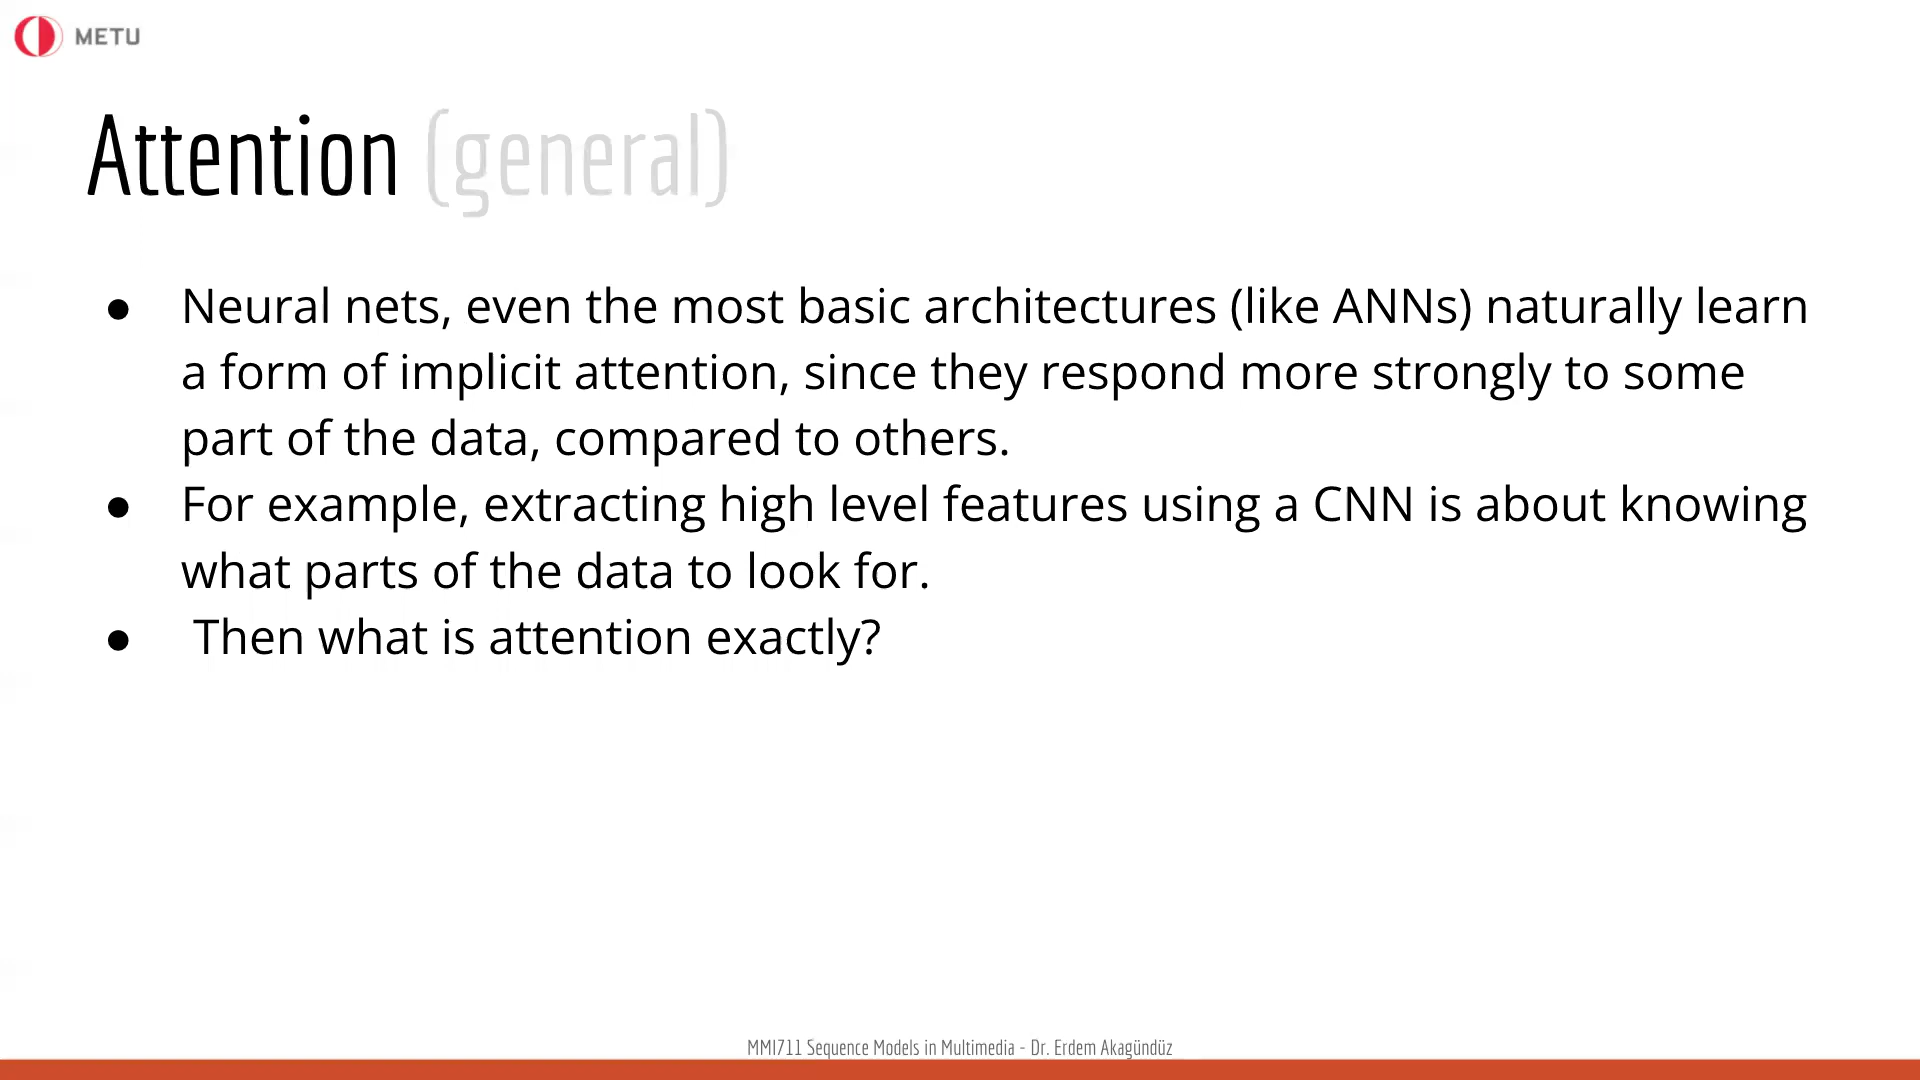 METU
Attention (general)
● Neural nets, even the most basic architectures (like ANNs) naturally learn
a form of implicit attention, since they respond more strongly to some
part of the data, compared to others.
● For example, extracting high level features using a CNN is about knowing
what parts of the data to look for.
● Then what is attention exactly?
MMI711 Sequence Models in Multimedia - Dr. Erdem Akagündüz